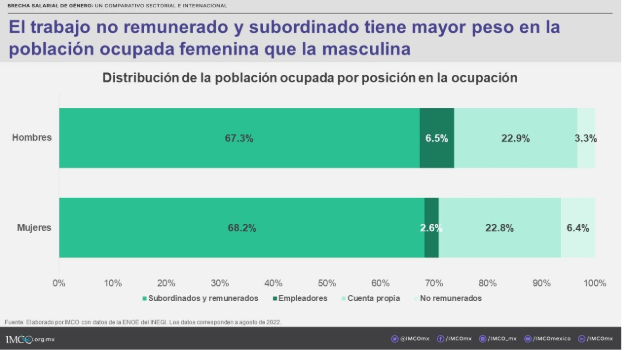 BRECHA SALARIAL DE GÉNERO: UN COMPARATIVO SECTORIAL E INTERNACIONAL
El trabajo no remunerado y subordinado tiene mayor peso en la
población ocupada femenina que la masculina
Distribución de la población ocupada por posición en la ocupación
Hombres
67.3% 6.5% 22.9% 3.3%
Mujeres
68.2% 2.6% 22.8% 6.4%
0% 10% 20% 30% 40% 50% 60% 70% 80% 90% 100%
Subordinados y remunerados Empleadores Cuenta propia No remunerados
Fuente: Elaborado por IMCO con datos de la ENOE del INEGI. Los datos corresponden a agosto de 2022.
IMCO.org.mx @IMCOmx /IMCOmx /IMCO_mx /IMCOmexico /IMCOmx